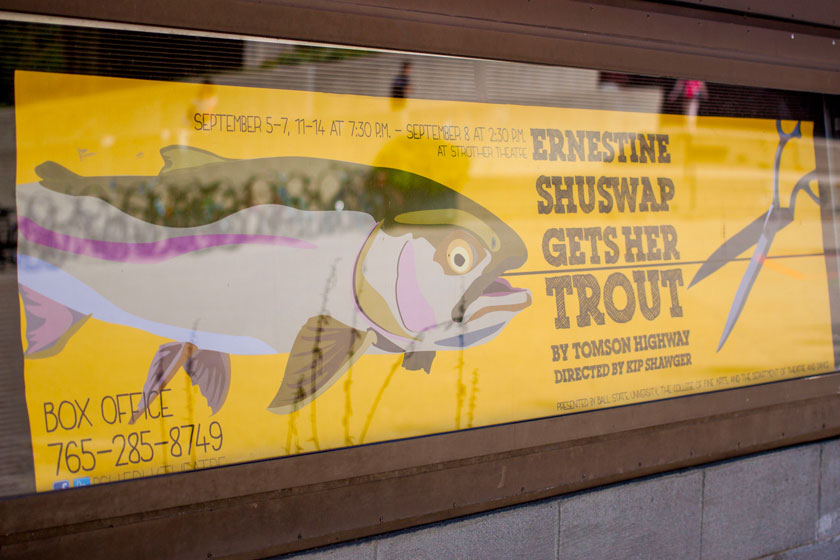 SEPTEMBER 5-7, 11-14 AT 7:30 P.M. - SEPTEMBER 8 AT 2:30 P.M.
AT STROTHER THEATRE
ERNESTINE
SHUSWAP
GETS HER
TROUT
BY TOMSON HIGHWAY
DIRECTED BY KIP SHAWGER
PRESENTED BY BALL STATE UNIVERSITY, THE COLLEGE OF FINE ARTS, AND THE DEPARTMENT OF THEATRE AND DANCE
BOX OFFICE
765-285-8749